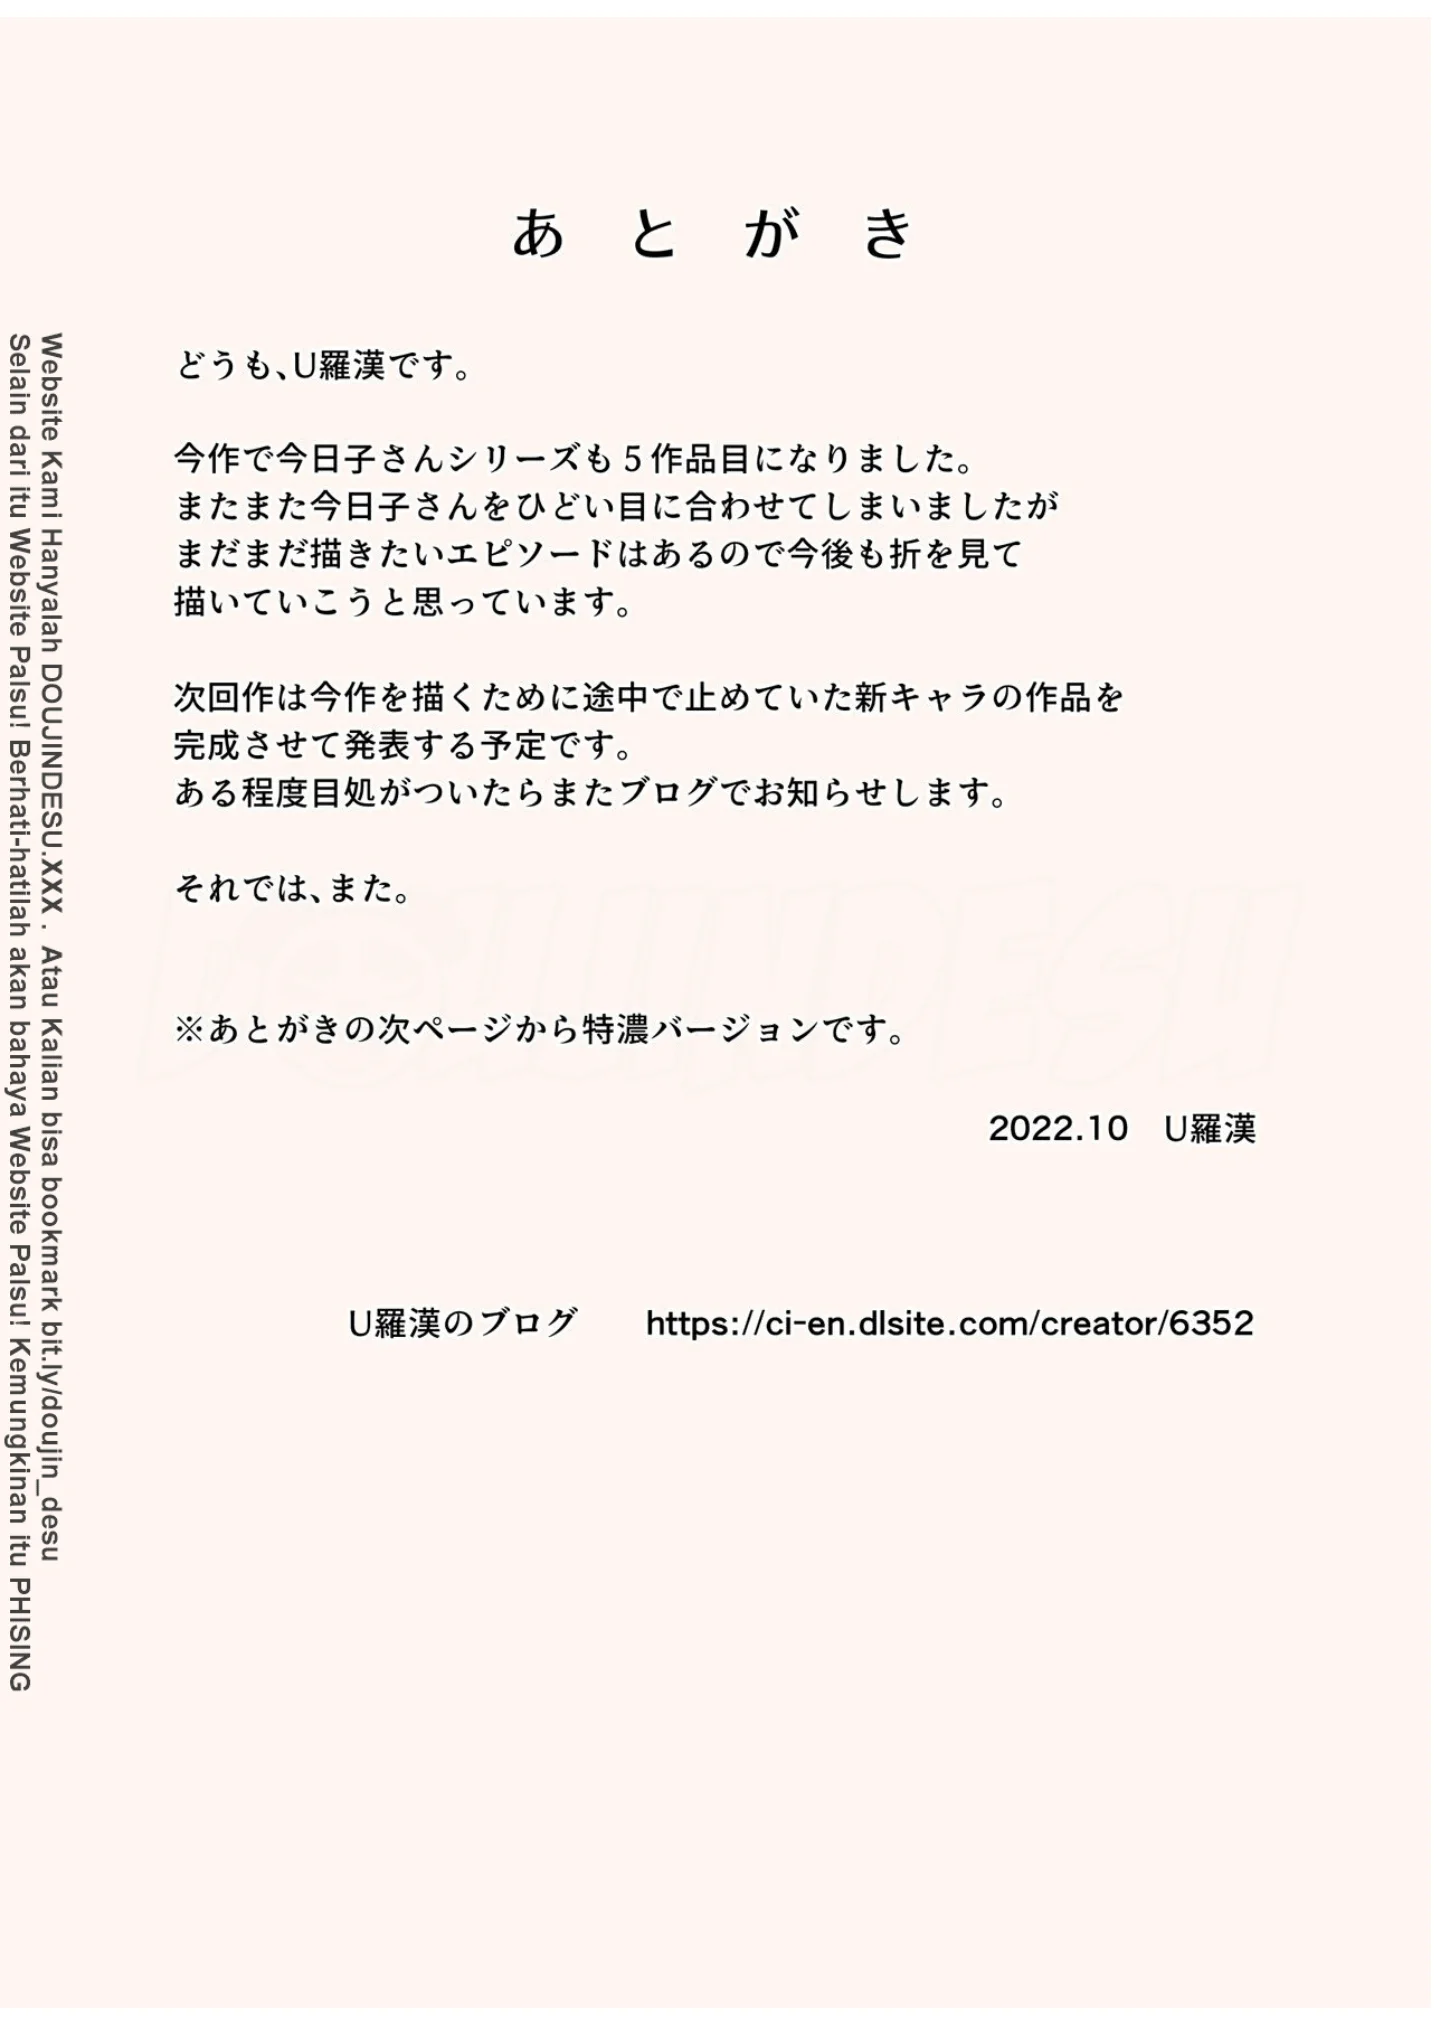 あとがき
どうも、U羅漢です。
今作で今日子さんシリーズも５作品目になりました。
またまた今日子さんをひどい目に合わせてしまいましたが
まだまだ描きたいエピソードはあるので今後も折を見て
描いていこうと思っています。
次回作は今作を描くために途中で止めていた新キャラの作品を
完成させて発表する予定です。
ある程度目処がついたらまたブログでお知らせします。
それでは、また。
※あとがきの次ページから特濃バージョンです。
2022.10　U羅漢
U羅漢のブログ　https://ci-en.dlsite.com/creator/6352
Website Kami Hanyalah DOUJINDESU.XXX . Atau Kalian bisa bookmark bit.ly/doujin_desu
Selain dari itu Website Palsu! Berhati-hatilah akan bahaya Website Palsu! Kemungkinan itu PHISING
DOUJINDESU